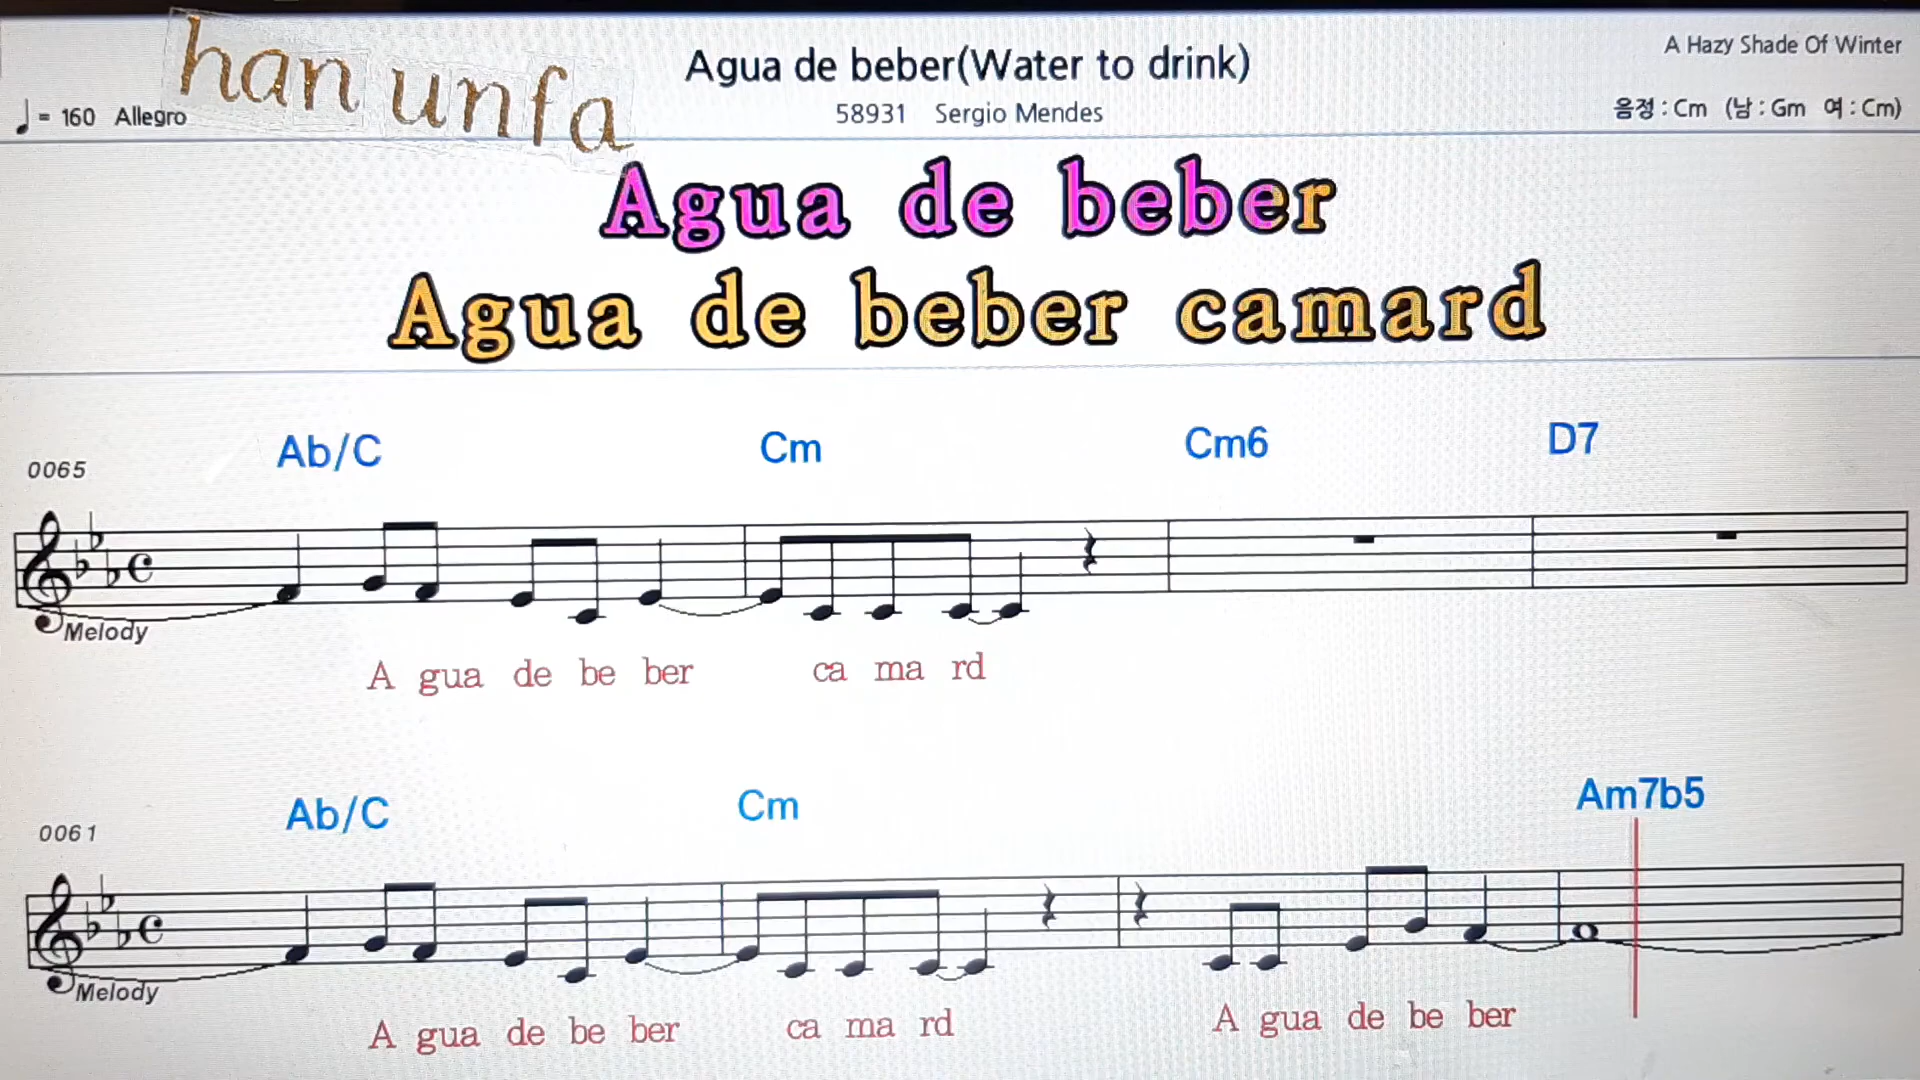 han unfa
Agua de beber(Water to drink)
A Hazy Shade Of Winter
= 160 Allegro
58931 Sergio Mendes
음정 : Cm (남 : Gm 여 : Cm)
Agua de beber
Agua de beber camard
Ab/C Cm Cm6 D7
0065
Melody
A gua de be ber ca ma rd
Ab/C Cm Am7b5
0061
Melody
A gua de be ber ca ma rd A gua de be ber